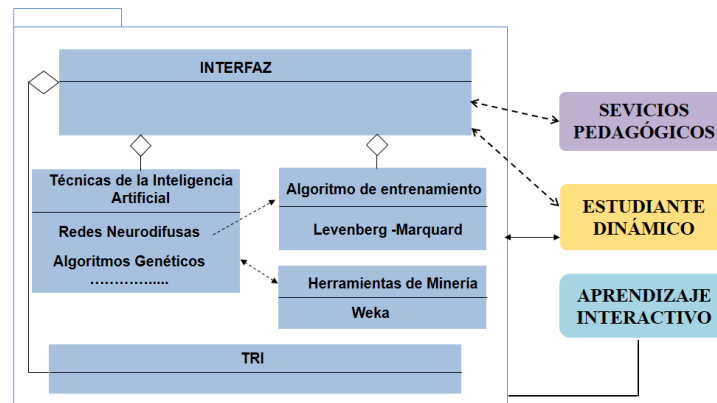 INTERFAZ
SEVICIOS
PEDAGÓGICOS
Técnicas de la Inteligencia
Artificial
Redes Neurodifusas
Algoritmos Genéticos
………….....
Algoritmo de entrenamiento
Levenberg -Marquard
ESTUDIANTE
DINÁMICO
Herramientas de Minería
Weka
APRENDIZAJE
INTERACTIVO
TRI